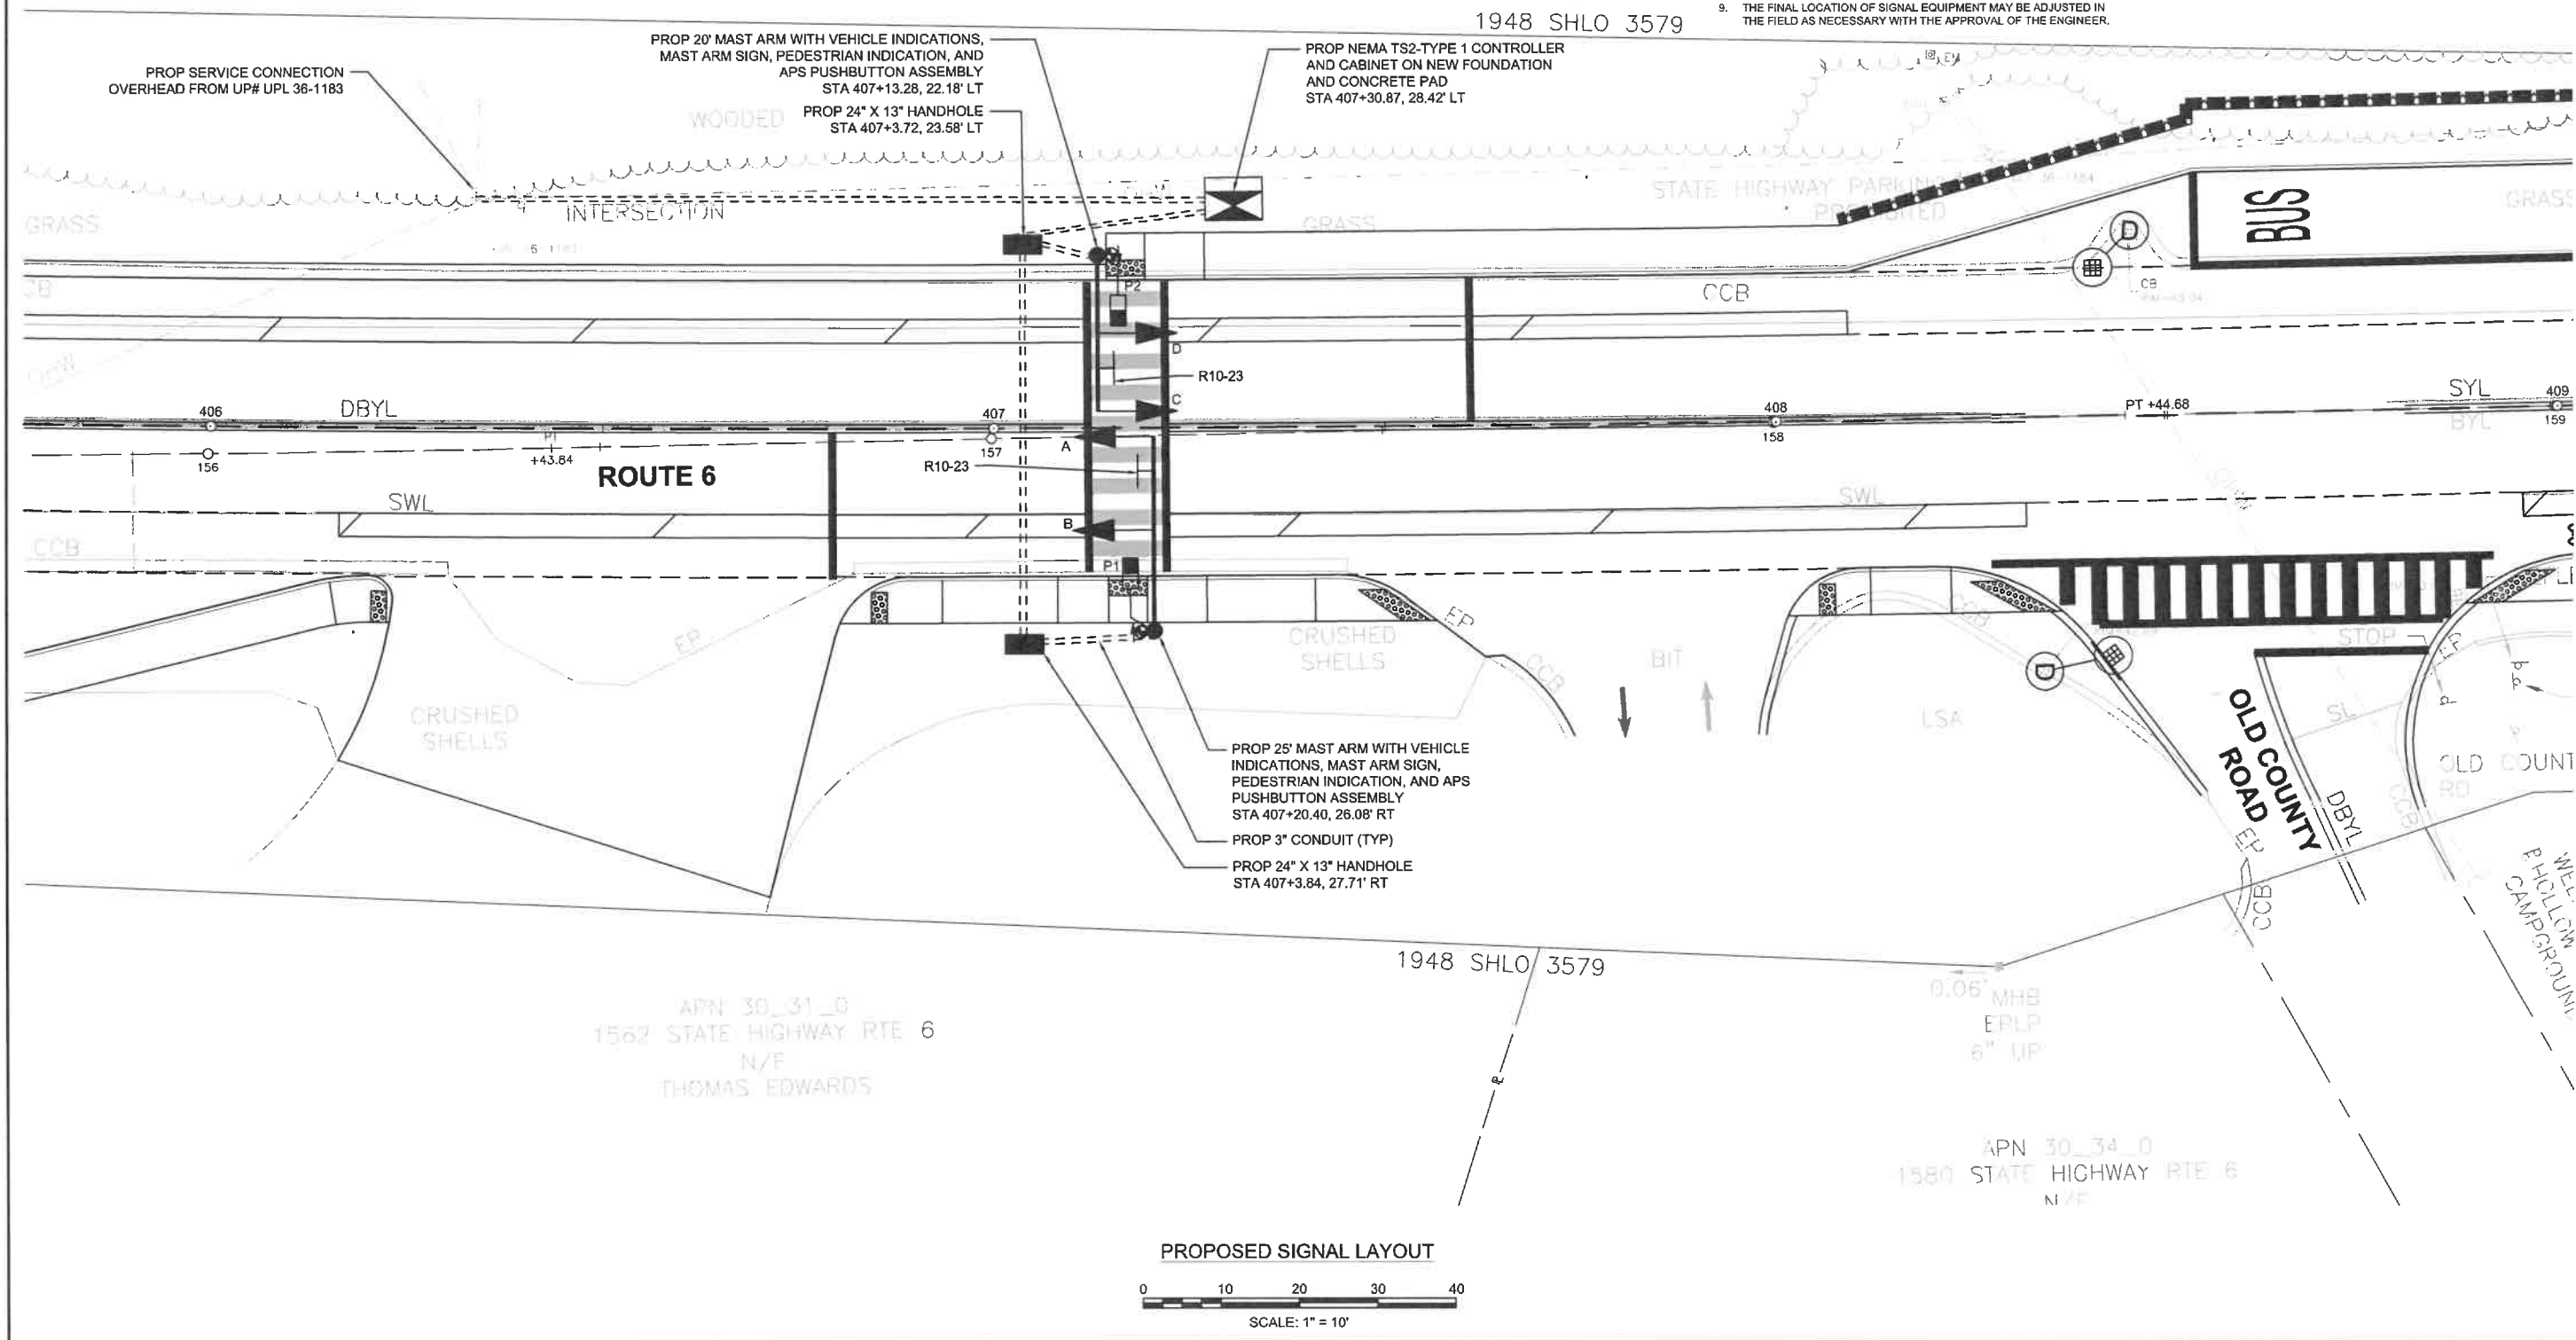 9. THE FINAL LOCATION OF SIGNAL EQUIPMENT MAY BE ADJUSTED IN
THE FIELD AS NECESSARY WITH THE APPROVAL OF THE ENGINEER.
1948 SHLO 3579
PROP 20' MAST ARM WITH VEHICLE INDICATIONS,
MAST ARM SIGN, PEDESTRIAN INDICATION, AND
APS PUSHBUTTON ASSEMBLY
STA 407+13.28, 22.18' LT
PROP NEMA TS2-TYPE 1 CONTROLLER
AND CABINET ON NEW FOUNDATION
AND CONCRETE PAD
STA 407+30.87, 28.42' LT
PROP SERVICE CONNECTION
OVERHEAD FROM UP# UPL 36-1183
PROP 24" X 13" HANDHOLE
STA 407+3.72, 23.58' LT
WOODED
INTERSECTION
STATE HIGHWAY PARKING
PROHIBITED
GRASS
GRASS
GRASS
BUS
D
CB
CCB
P2
D
R10-23
C
406
DBYL
407
408
PT +44.68
SYL
409
BYL
159
156
PI
+43.84
157
158
A
R10-23
ROUTE 6
SWL
SWL
B
CCB
P1
EP
CRUSHED
SHELLS
EP
CRUSHED
SHELLS
CCB
BIT
CCB
D
LSA
STOP
EP
SL
OLD COUNTY
ROAD
DBYL
EP
CCB
CCB
OLD COUNT
RD
PROP 25' MAST ARM WITH VEHICLE
INDICATIONS, MAST ARM SIGN,
PEDESTRIAN INDICATION, AND APS
PUSHBUTTON ASSEMBLY
STA 407+20.40, 26.08' RT
PROP 3" CONDUIT (TYP)
PROP 24" X 13" HANDHOLE
STA 407+3.84, 27.71' RT
CAMPGROUN
1948 SHLO 3579
0.06' MHB
6" UP
APN 30_31_0
1562 STATE HIGHWAY RTE 6
N/F
THOMAS EDWARDS
APN 30_34_0
1580 STATE HIGHWAY RTE 6
N/F
PROPOSED SIGNAL LAYOUT
0 10 20 30 40
SCALE: 1" = 10'